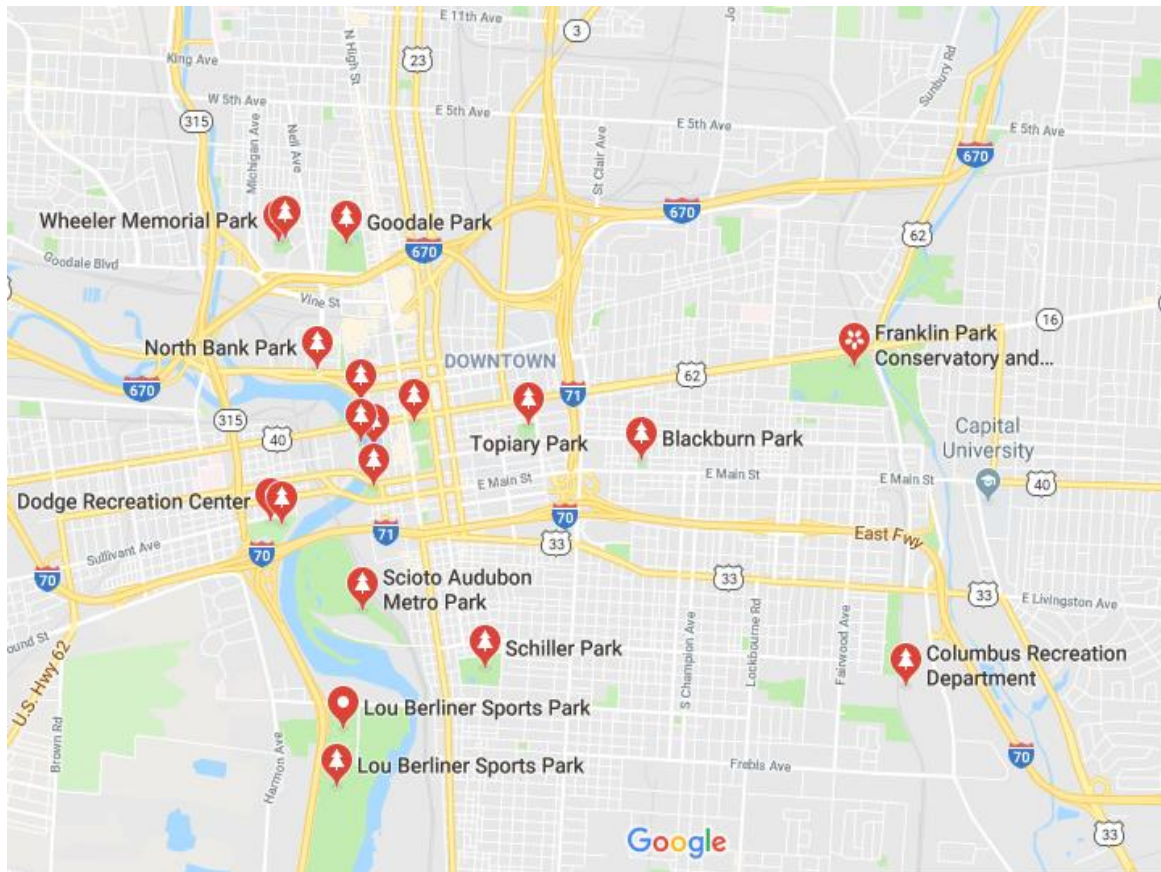 E 11th Ave
3
King Ave
N High St
23
Sunbury Rd
W 5th Ave
E 5th Ave
315
Michigan Ave
Neil Ave
St Clair Ave
E 5th Ave
E 5th Ave
670
Wheeler Memorial Park
Goodale Park
670
62
670
Goodale Blvd
Vine St
16
North Bank Park
DOWNTOWN
Franklin Park
Conservatory and...
62
670
71
315
40
Topiary Park
Blackburn Park
Capital
University
E Main St
E Main St
40
Dodge Recreation Center
70
71
33
East Fwy
Sullivant Ave
70
70
33
33
E Livingston Ave
Scioto Audubon
Metro Park
S Champion Ave
Lockbourne Rd
Fairwood Ave
ound St
Schiller Park
Columbus Recreation
Department
U.S. Hwy 62
Lou Berliner Sports Park
Brown Rd
Harmon Ave
Lou Berliner Sports Park
Frebis Ave
70
33
Google